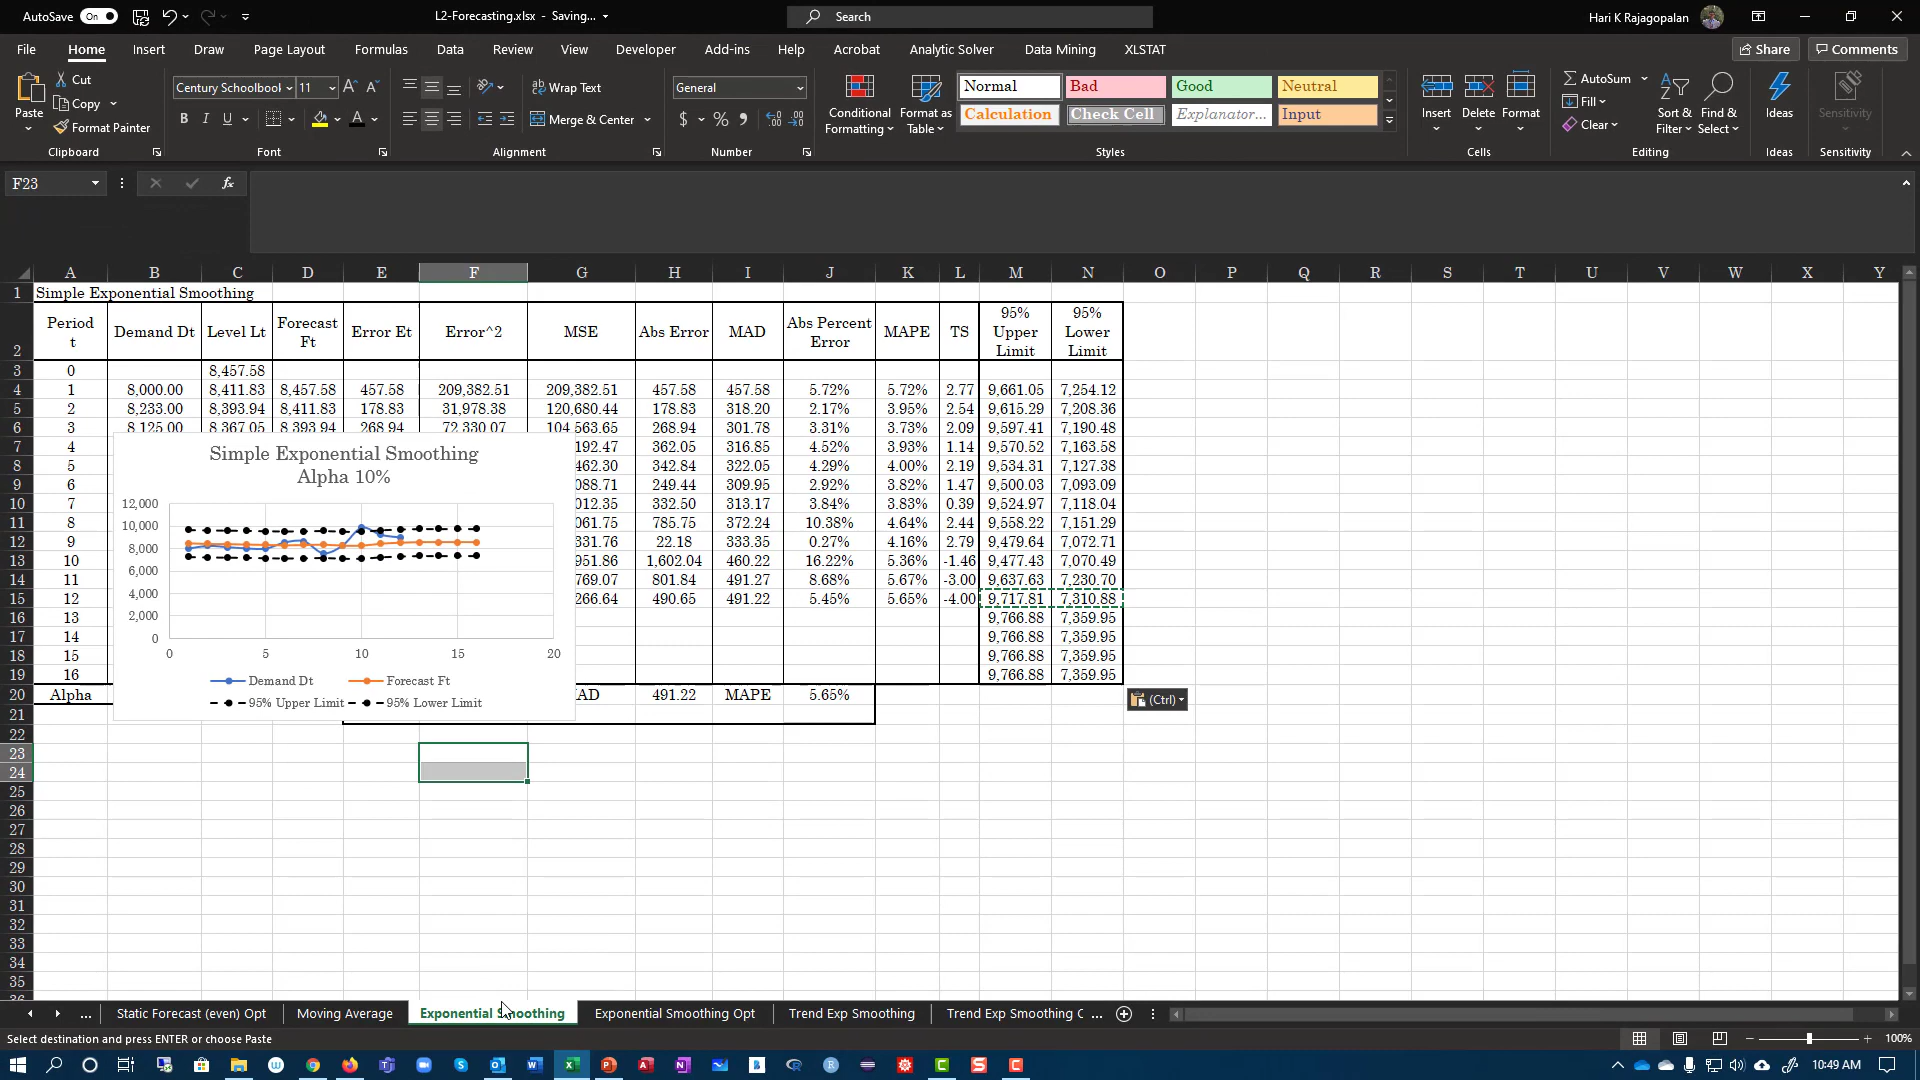 AutoSave On L2-Forecasting.xlsx - Saving... Search Hari K Rajagopalan
File Home Insert Draw Page Layout Formulas Data Review View Developer Add-ins Help Acrobat Analytic Solver Data Mining XLSTAT Share Comments
Paste Cut Copy Format Painter Clipboard
Century Schoolbool 11 Font
Wrap Text Merge & Center Alignment
General Number
Conditional Formatting Format as Table
Normal Bad Good Neutral
Calculation Check Cell Explanator... Input
Styles
Insert Delete Format Cells
AutoSum Fill Clear Sort & Filter Find & Select Editing
Ideas Ideas
Sensitivity Sensitivity
F23 fx
A B C D E F G H I J K L M N O P Q R S T U V W X Y
1 Simple Exponential Smoothing
2 Period t Demand Dt Level Lt Forecast Ft Error Et Error^2 MSE Abs Error MAD Abs Percent Error MAPE TS 95% Upper Limit 95% Lower Limit
3 0 8,457.58
4 1 8,000.00 8,411.83 8,457.58 457.58 209,382.51 209,382.51 457.58 457.58 5.72% 5.72% 2.77 9,661.05 7,254.12
5 2 8,233.00 8,393.94 8,411.83 178.83 31,978.38 120,680.44 178.83 318.20 2.17% 3.95% 2.54 9,615.29 7,208.36
6 3 8,125.00 8,367.05 8,393.94 268.94 72,330.07 104,563.65 268.94 301.78 3.31% 3.73% 2.09 9,597.41 7,190.48
7 4 192.47 362.05 316.85 4.52% 3.93% 1.14 9,570.52 7,163.58
8 5 462.30 342.84 322.05 4.29% 4.00% 2.19 9,534.31 7,127.38
9 6 088.71 249.44 309.95 2.92% 3.82% 1.47 9,500.03 7,093.09
10 7 012.35 332.50 313.17 3.84% 3.83% 0.39 9,524.97 7,118.04
11 8 061.75 785.75 372.24 10.38% 4.64% 2.44 9,558.22 7,151.29
12 9 331.76 22.18 333.35 0.27% 4.16% 2.79 9,479.64 7,072.71
13 10 951.86 1,602.04 460.22 16.22% 5.36% -1.46 9,477.43 7,070.49
14 11 769.07 801.84 491.27 8.68% 5.67% -3.00 9,637.63 7,230.70
15 12 266.64 490.65 491.22 5.45% 5.65% -4.00 9,717.81 7,310.88
16 13 9,766.88 7,359.95
17 14 9,766.88 7,359.95
18 15 9,766.88 7,359.95
19 16 9,766.88 7,359.95
20 Alpha AD 491.22 MAPE 5.65% (Ctrl)
21
22
23
24
25
26
27
28
29
30
31
32
33
34
35
Simple Exponential Smoothing
Alpha 10%
12,000
10,000
8,000
6,000
4,000
2,000
0
0 5 10 15 20
Demand Dt Forecast Ft
95% Upper Limit 95% Lower Limit
... Static Forecast (even) Opt Moving Average Exponential Smoothing Exponential Smoothing Opt Trend Exp Smoothing Trend Exp Smoothing C ...
Select destination and press ENTER or choose Paste 100%
10:49 AM